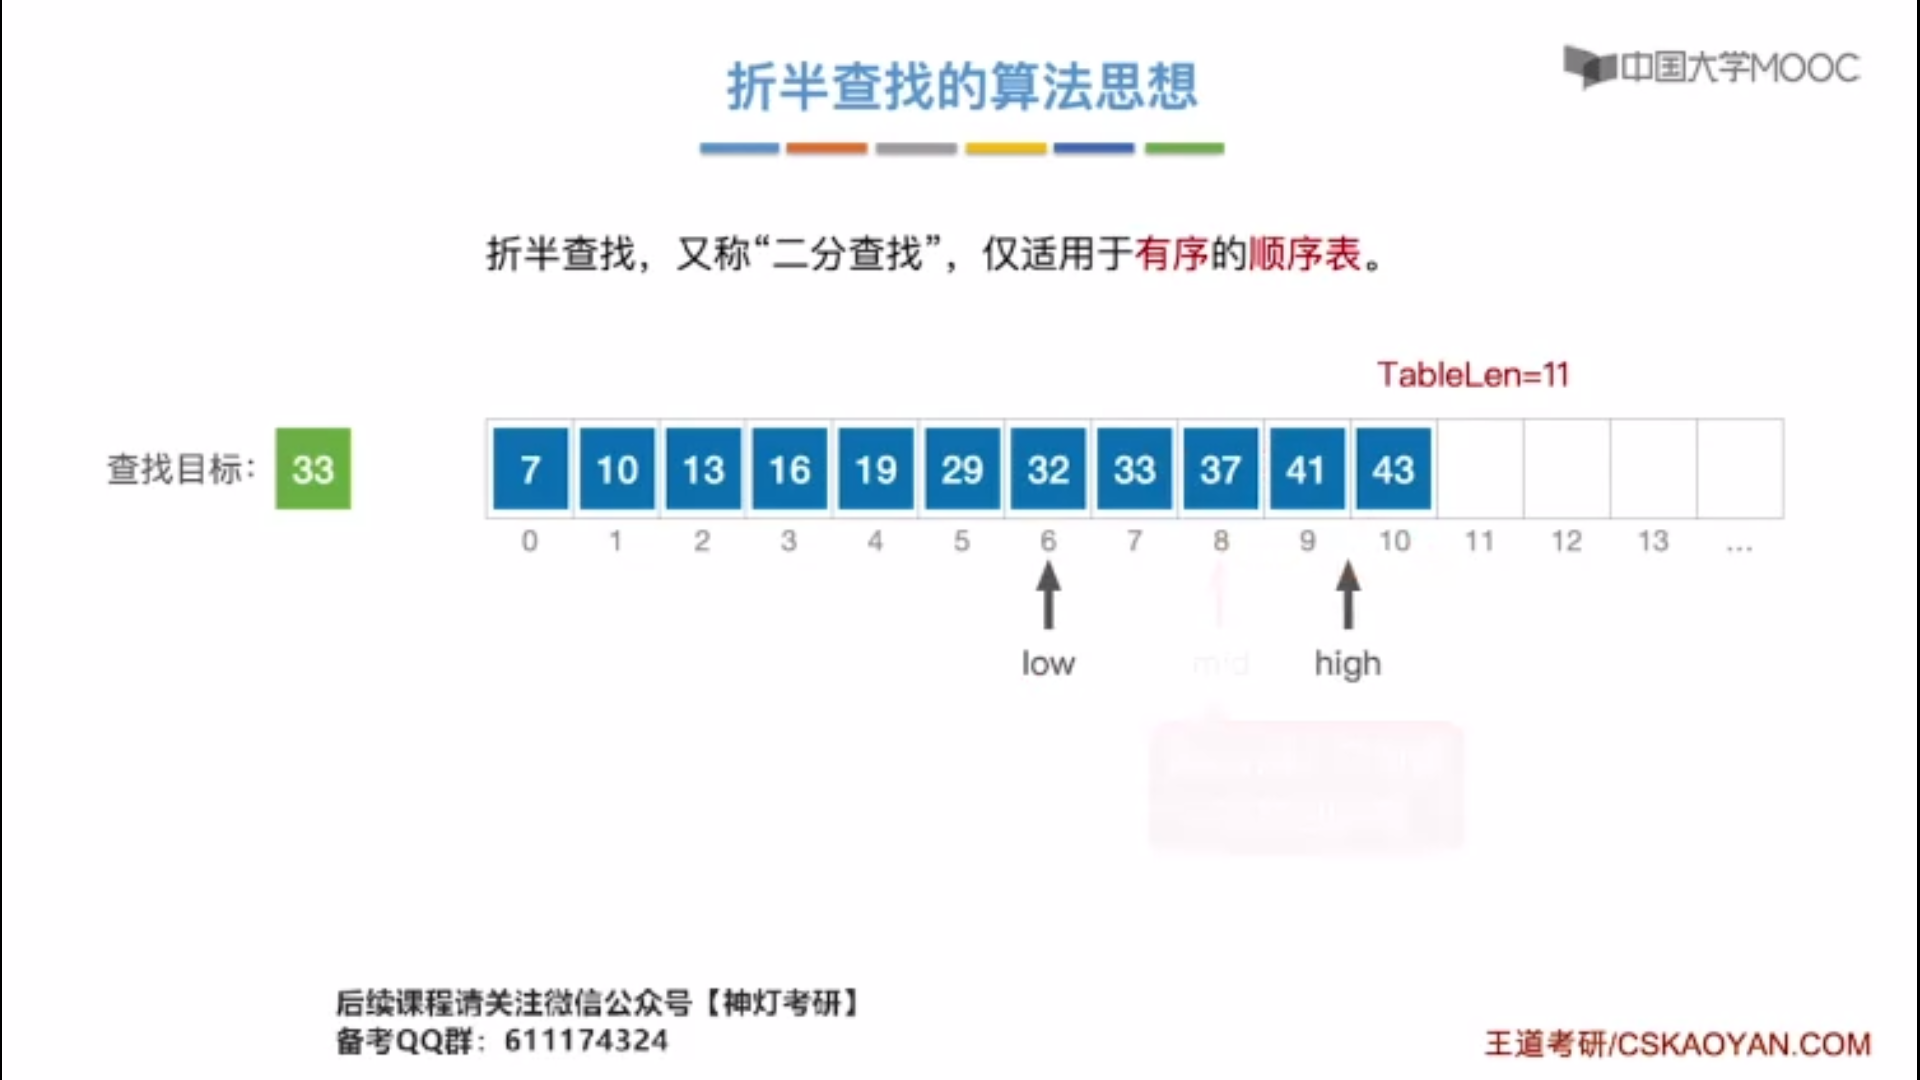 中国大学MOOC
折半查找的算法思想
折半查找，又称“二分查找”，仅适用于有序的顺序表。
TableLen=11
查找目标： 33 7 10 13 16 19 29 32 33 37 41 43
0 1 2 3 4 5 6 7 8 9 10 11 12 13 ...
low mid high
后续课程请关注微信公众号【神灯考研】
备考QQ群：611174324
王道考研/CSKAOYAN.COM